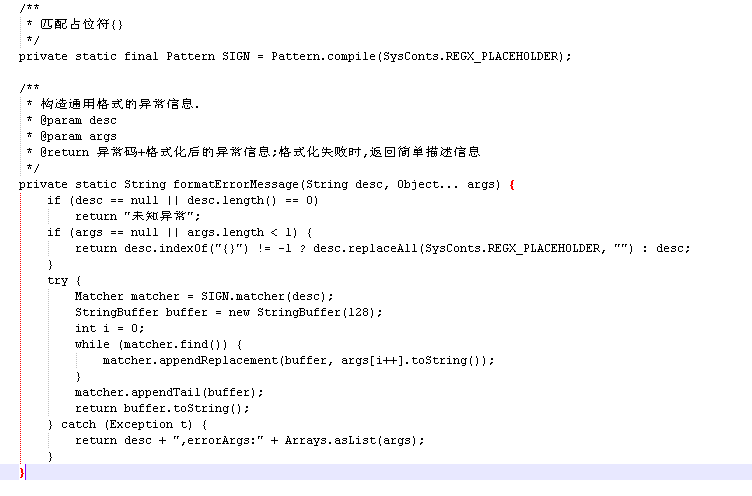 /**
 * 匹配占位符{}
 */
private static final Pattern SIGN = Pattern.compile(SysConts.REGX_PLACEHOLDER);
/**
 * 构造通用格式的异常信息.
 * @param desc
 * @param args
 * @return 异常码+格式化后的异常信息;格式化失败时,返回简单描述信息
 */
private static String formatErrorMessage(String desc, Object... args) {
    if (desc == null || desc.length() == 0)
        return "未知异常";
    if (args == null || args.length < 1) {
        return desc.indexOf("{}") != -1 ? desc.replaceAll(SysConts.REGX_PLACEHOLDER, "") : desc;
    }
    try {
        Matcher matcher = SIGN.matcher(desc);
        StringBuffer buffer = new StringBuffer(128);
        int i = 0;
        while (matcher.find()) {
            matcher.appendReplacement(buffer, args[i++].toString());
        }
        matcher.appendTail(buffer);
        return buffer.toString();
    } catch (Exception t) {
        return desc + ",errorArgs:" + Arrays.asList(args);
    }
}